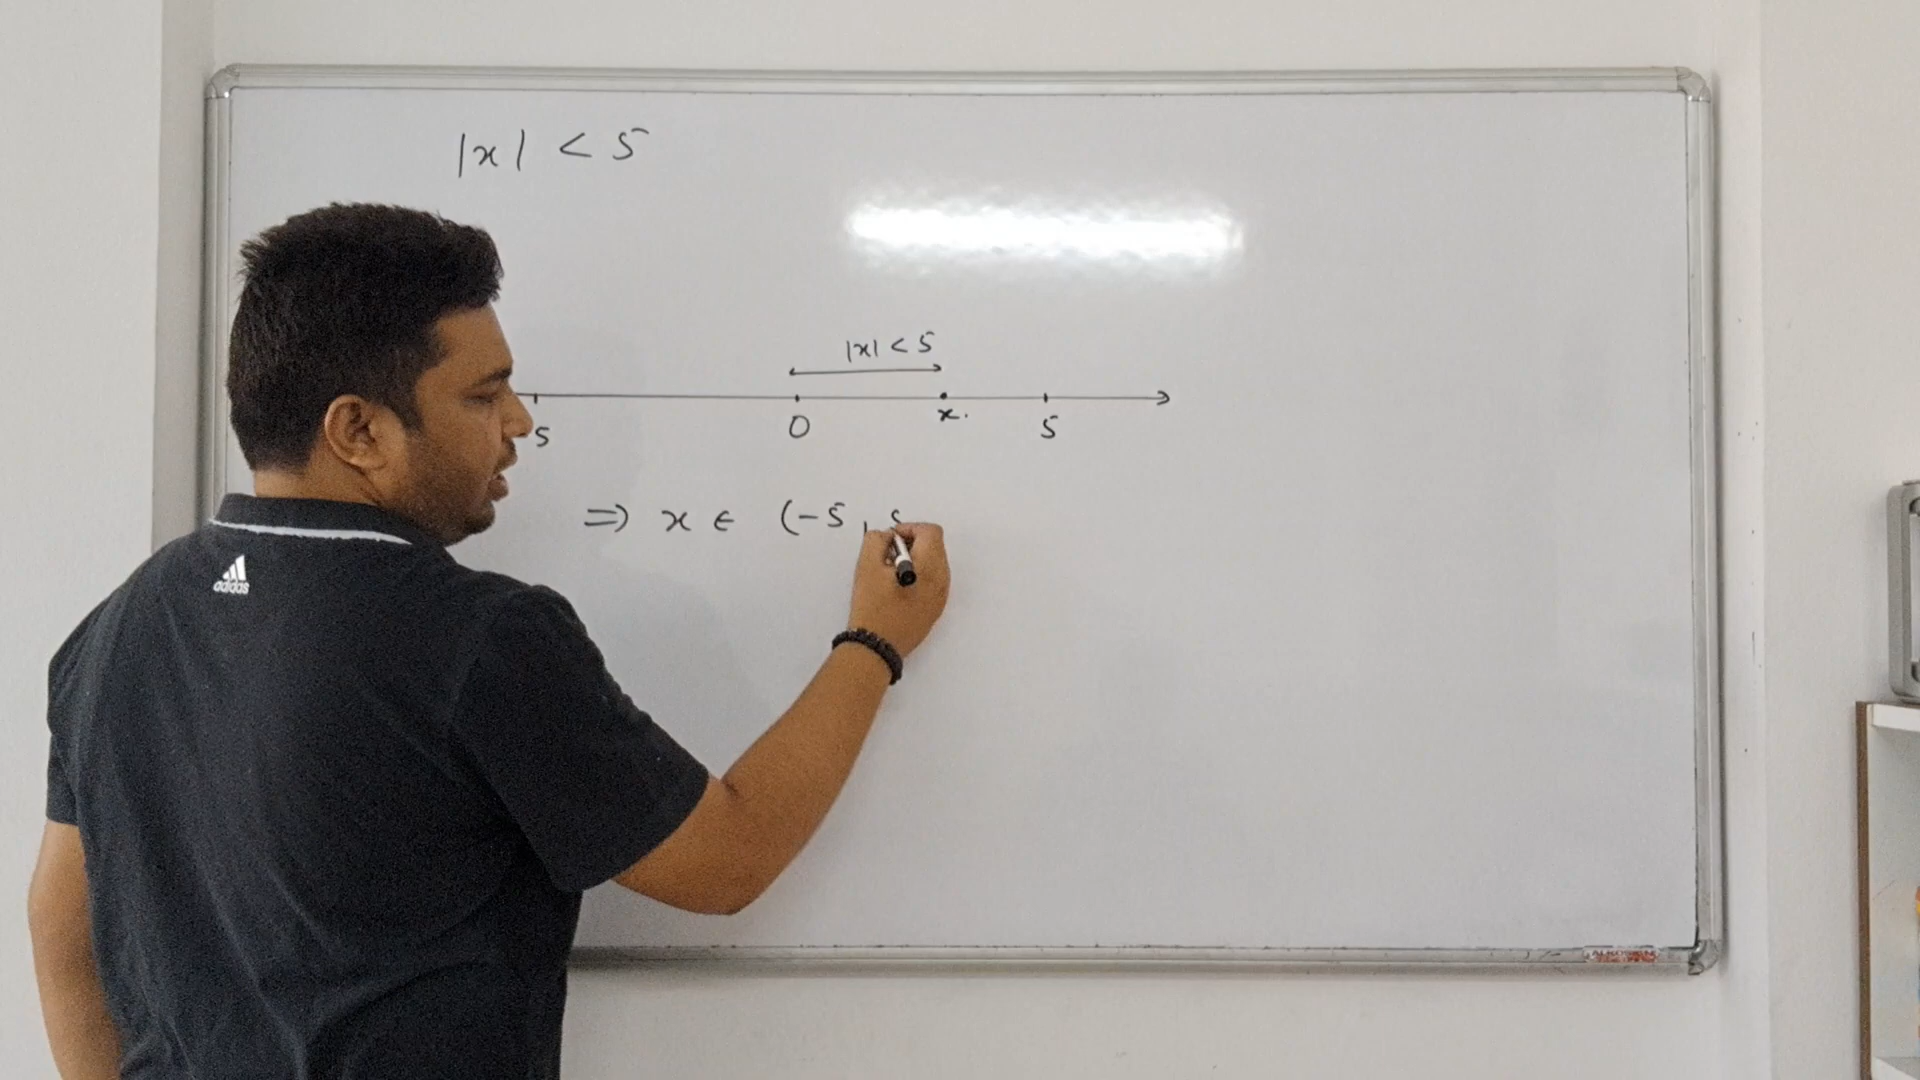 |x| < 5
|x| < 5
5 0 x. 5
⇒ x ∈ (-5, 5
adidas